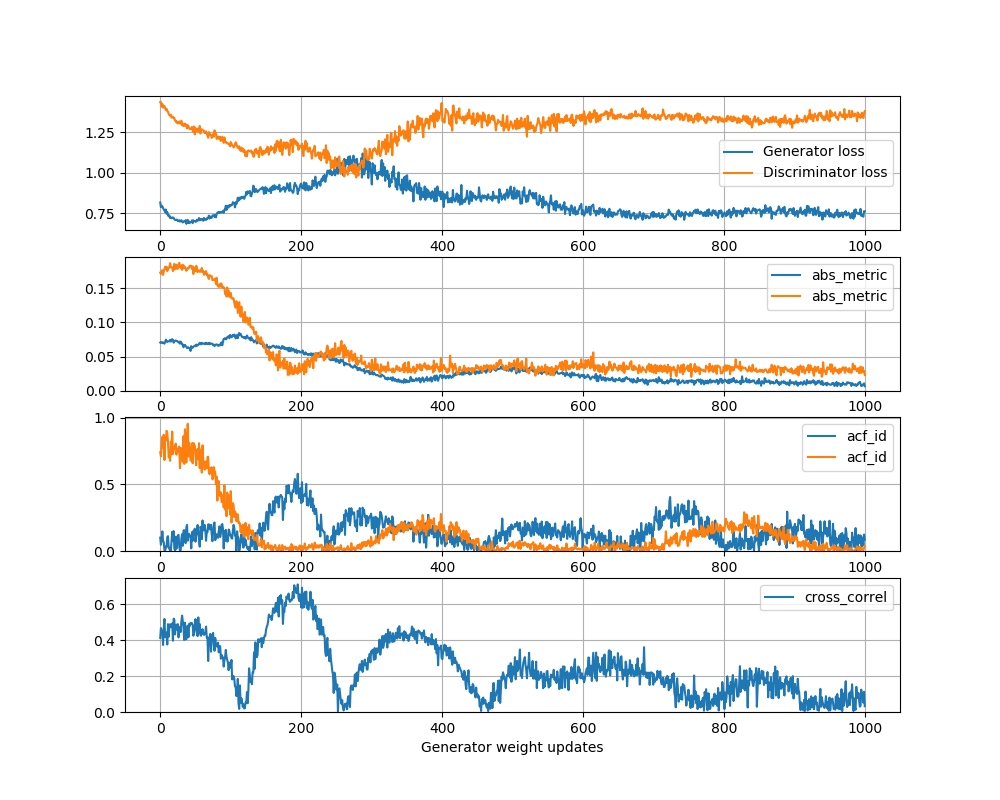 1.25
1.00
0.75
Generator loss
Discriminator loss
0 200 400 600 800 1000
0.15
0.10
0.05
0.00
abs_metric
abs_metric
0 200 400 600 800 1000
1.0
0.5
0.0
acf_id
acf_id
0 200 400 600 800 1000
0.6
0.4
0.2
0.0
cross_correl
0 200 400 600 800 1000
Generator weight updates